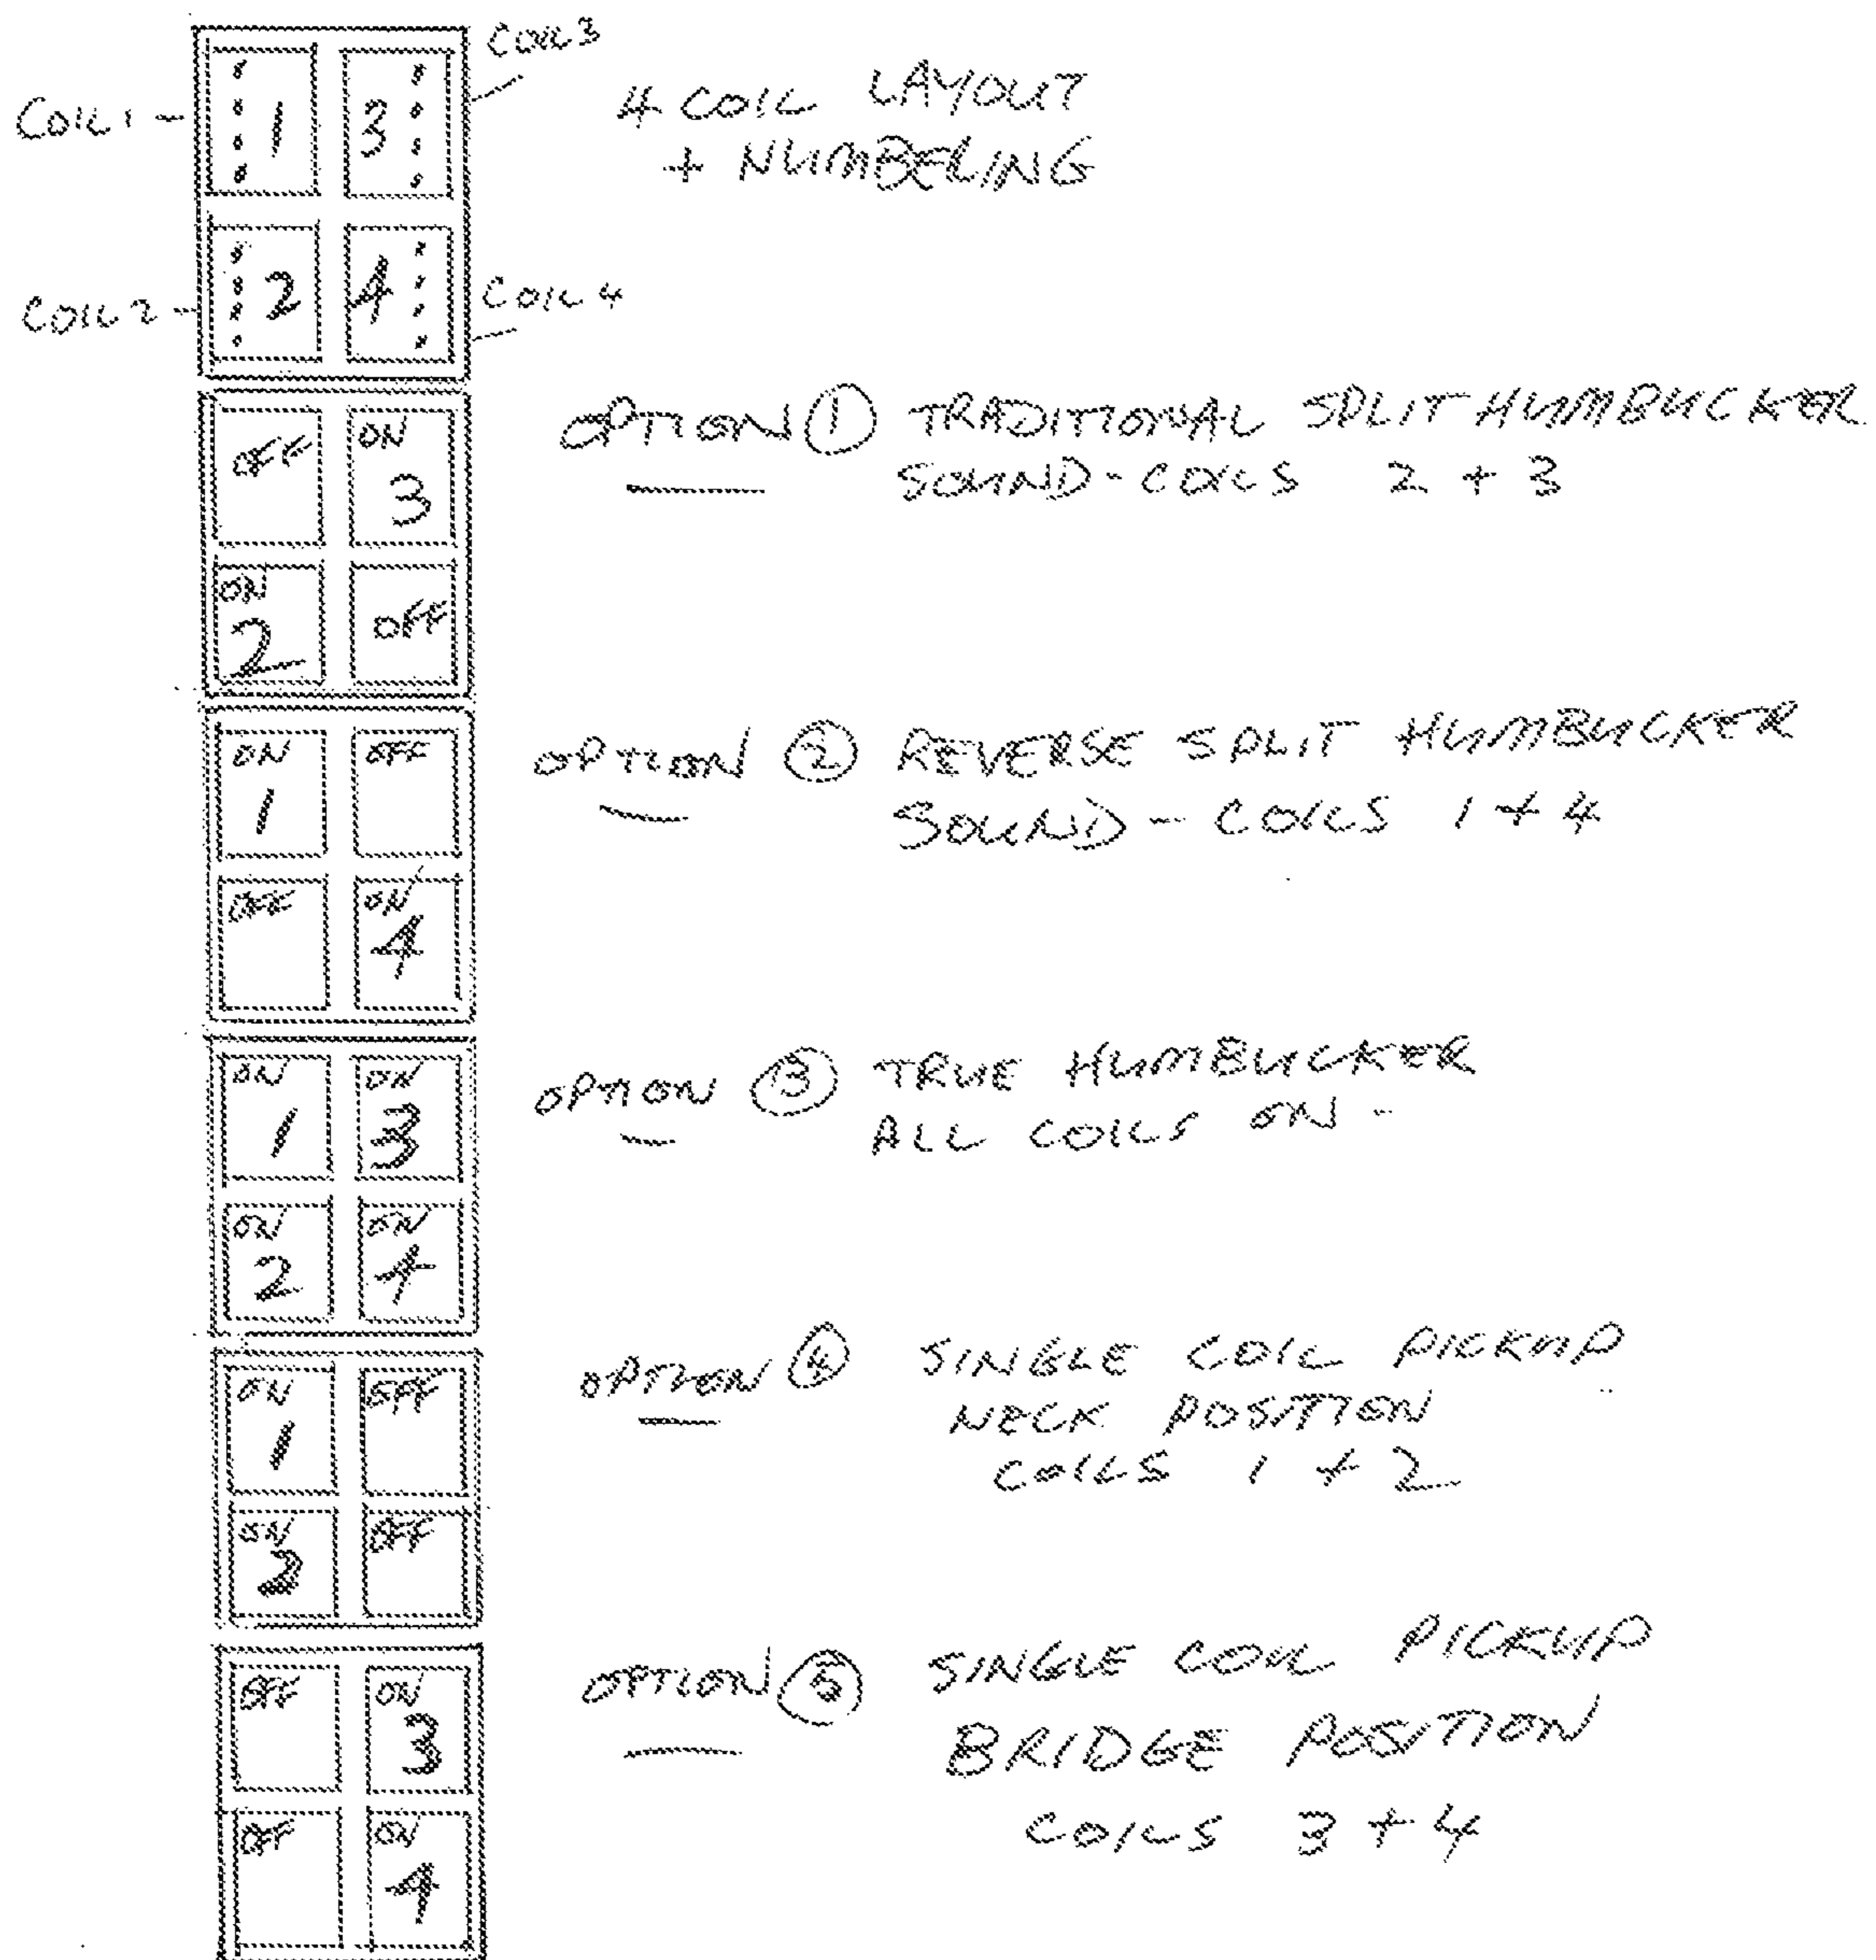 COIL 3
COIL 1
1 3
4 COIL LAYOUT
+ NUMBERING
2 4
COIL 2
COIL 4
OFF ON
3
OPTION 1 TRADITIONAL SPLIT HUMBUCKER
SOUND - COILS 2 + 3
ON OFF
2
ON OFF
1
OPTION 2 REVERSE SPLIT HUMBUCKER
SOUND - COILS 1 + 4
OFF ON
4
ON ON
1 3
OPTION 3 TRUE HUMBUCKER
ALL COILS ON -
ON ON
2 4
ON OFF
1
OPTION 4 SINGLE COIL PICKUP
NECK POSITION
COILS 1 + 2
ON OFF
2
OFF ON
3
OPTION 5 SINGLE COIL PICKUP
BRIDGE POSITION
COILS 3 + 4
OFF ON
4